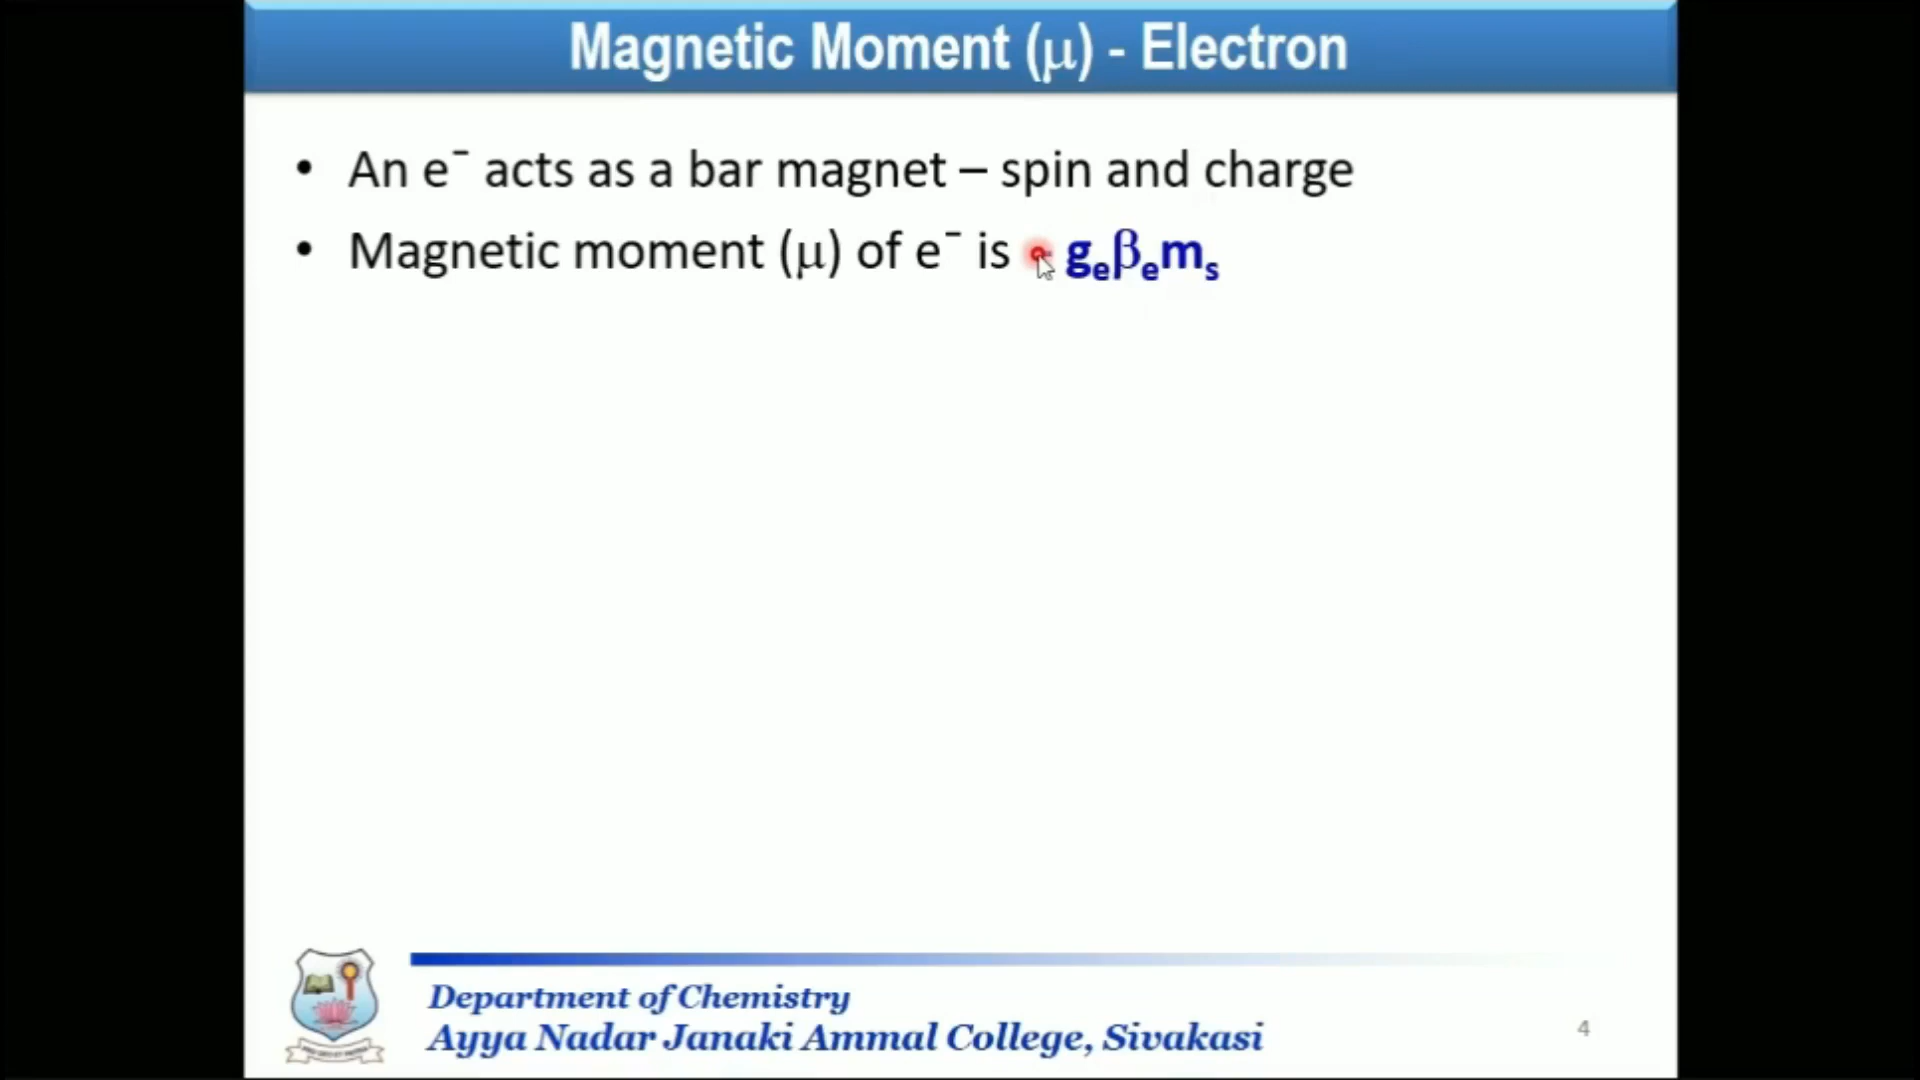 Magnetic Moment (μ) - Electron
• An e⁻ acts as a bar magnet – spin and charge
• Magnetic moment (μ) of e⁻ is - gₑβₑmₛ
Department of Chemistry
Ayya Nadar Janaki Ammal College, Sivakasi
4